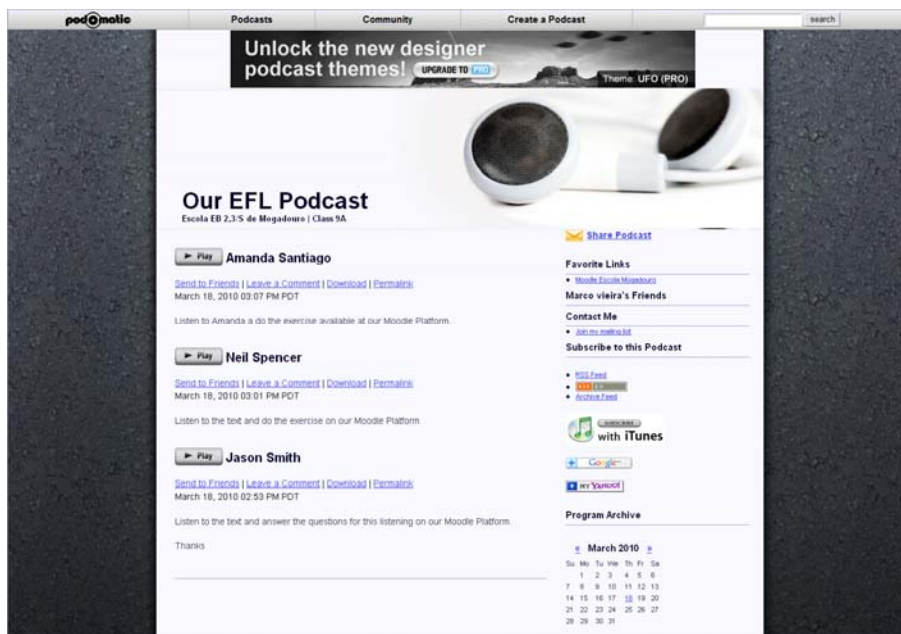 podOmatic Podcasts Community Create a Podcast search
Unlock the new designer
podcast themes! UPGRADE TO PRO
Theme: UFO (PRO)
Our EFL Podcast
Escola EB 2,3/S de Mogadouro | Class 9A
Play Amanda Santiago
Send to Friends | Leave a Comment | Download | Permalink
March 18, 2010 03:07 PM PDT
Listen to Amanda a do the exercise available at our Moodle Platform.
Play Neil Spencer
Send to Friends | Leave a Comment | Download | Permalink
March 18, 2010 03:01 PM PDT
Listen to the text and do the exercise on our Moodle Platform
Play Jason Smith
Send to Friends | Leave a Comment | Download | Permalink
March 18, 2010 02:53 PM PDT
Listen to the text and answer the questions for this listening on our Moodle Platform.
Thanks
Share Podcast
Favorite Links
Moodle Escola Mogadouro
Marco vieira's Friends
Contact Me
Join my mailing list
Subscribe to this Podcast
RSS Feed
RSS 2.0
Archive Feed
SUBSCRIBE
with iTunes
Google
MY YAHOO!
Program Archive
« March 2010 »
Su Mo Tu We Th Fr Sa
1 2 3 4 5 6
7 8 9 10 11 12 13
14 15 16 17 18 19 20
21 22 23 24 25 26 27
28 29 30 31